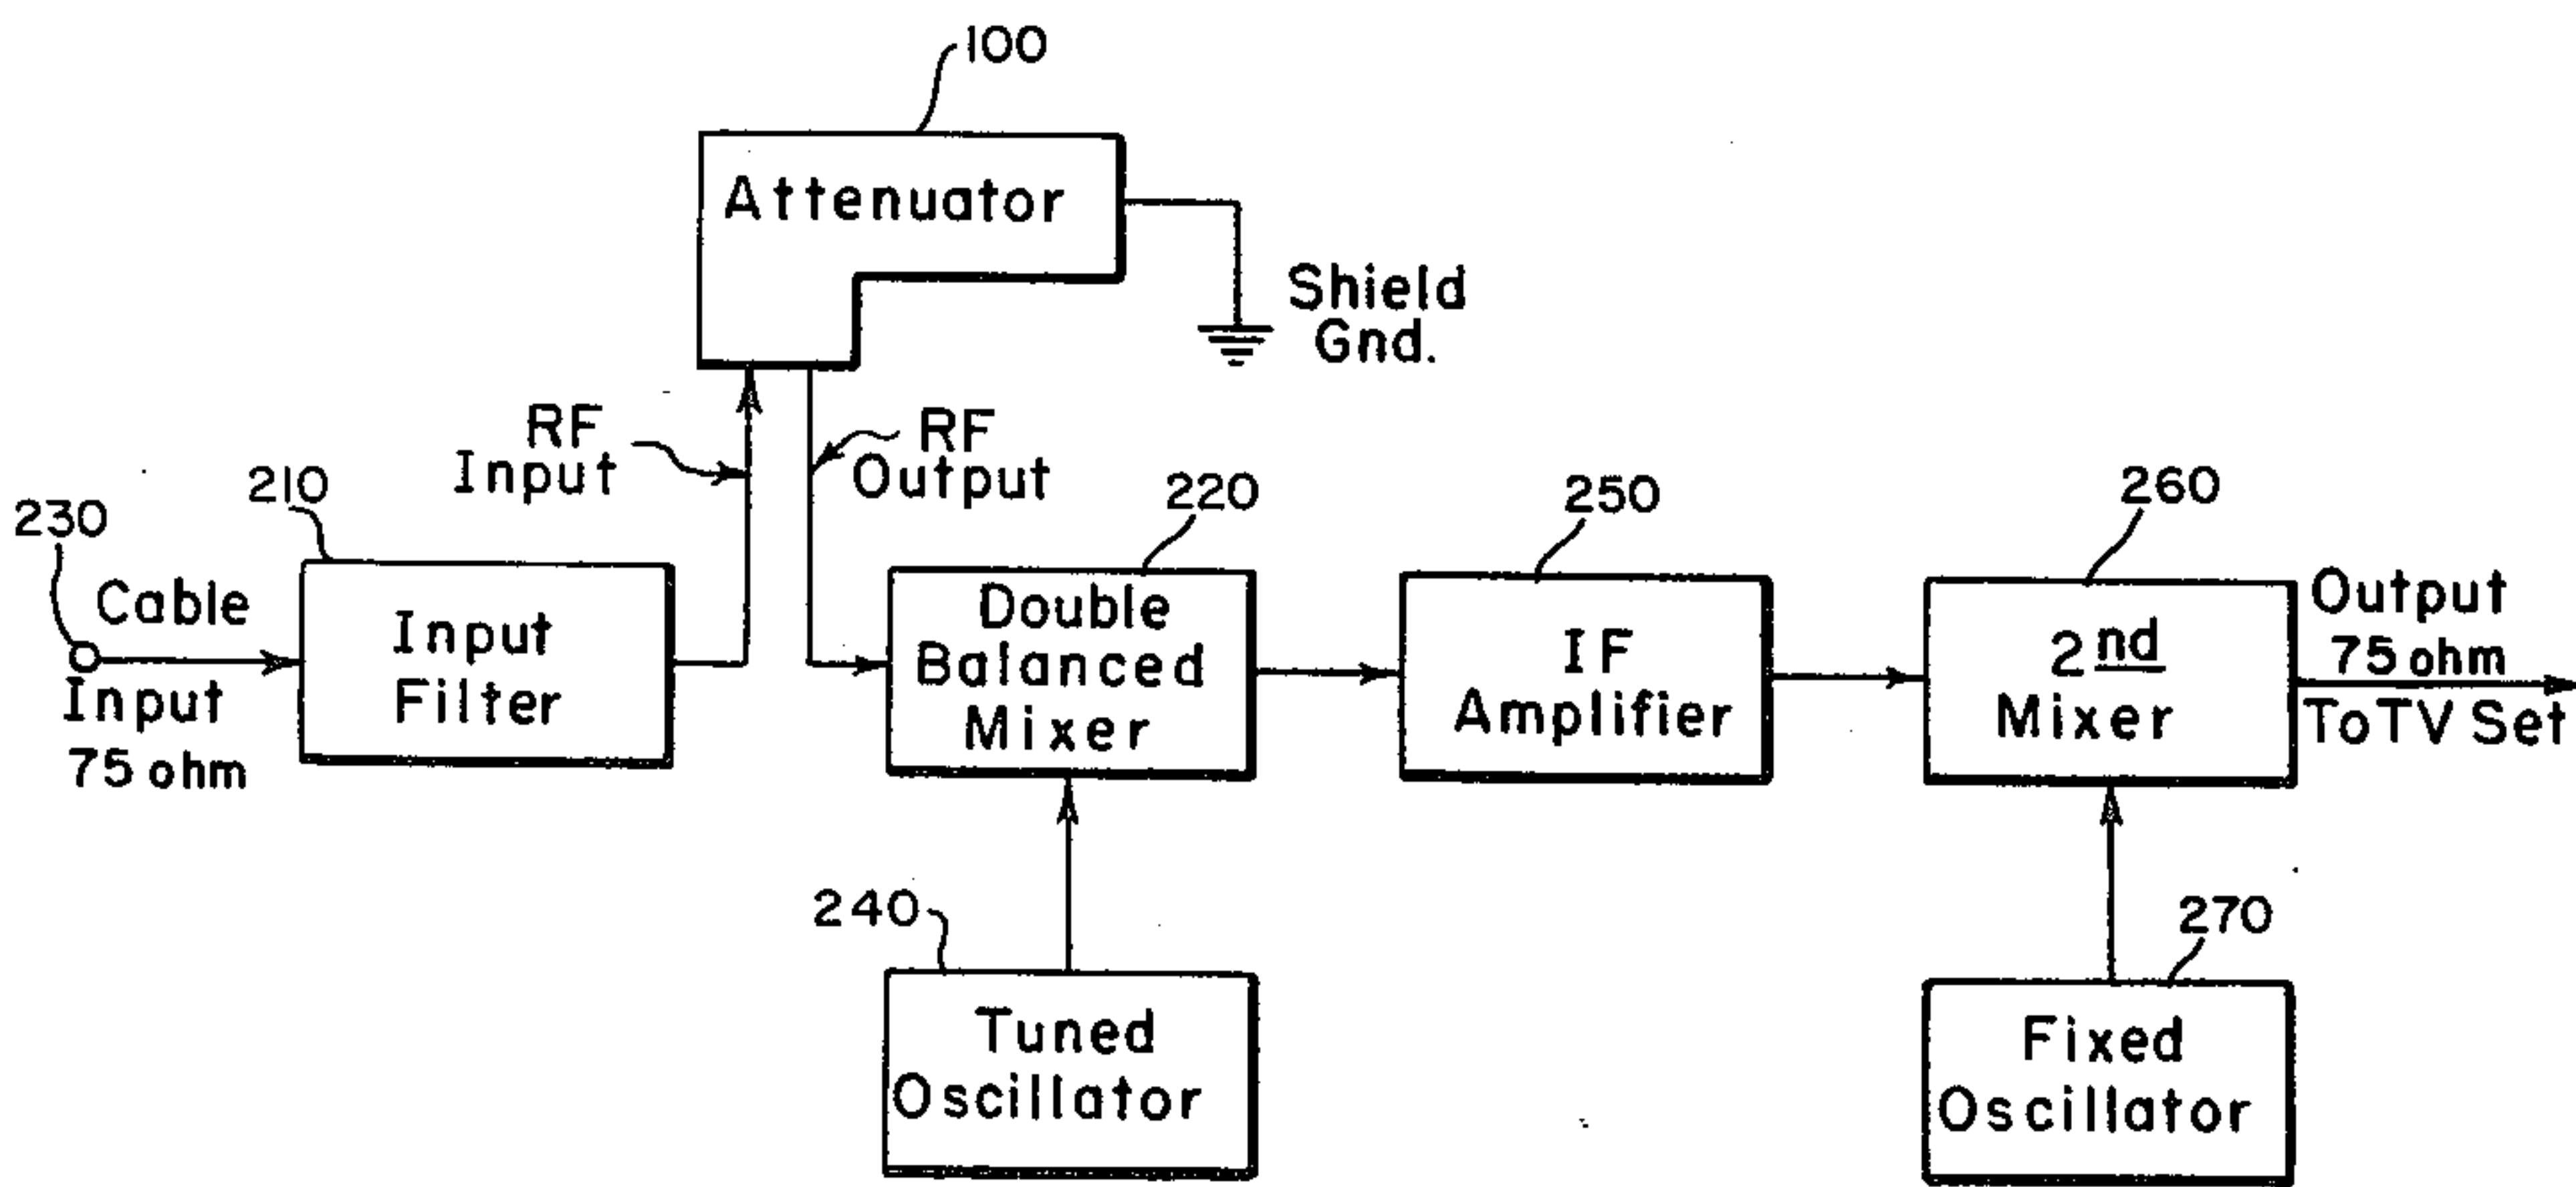 100
Attenuator
Shield
Gnd.
RF
Input
RF
Output
230
210
220
250
260
Cable
Input
75 ohm
Input
Filter
Double
Balanced
Mixer
IF
Amplifier
2nd
Mixer
Output
75 ohm
To TV Set
240
270
Tuned
Oscillator
Fixed
Oscillator